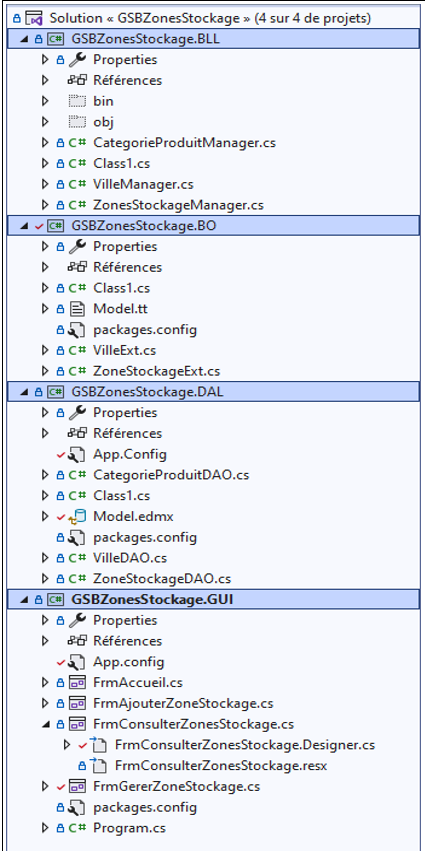 Solution « GSBZonesStockage » (4 sur 4 de projets)
C# GSBZonesStockage.BLL
Properties
Références
bin
obj
C# CategorieProduitManager.cs
C# Class1.cs
C# VilleManager.cs
C# ZonesStockageManager.cs
C# GSBZonesStockage.BO
Properties
Références
C# Class1.cs
Model.tt
packages.config
C# VilleExt.cs
C# ZoneStockageExt.cs
C# GSBZonesStockage.DAL
Properties
Références
App.Config
C# CategorieProduitDAO.cs
C# Class1.cs
Model.edmx
packages.config
C# VilleDAO.cs
C# ZoneStockageDAO.cs
C# GSBZonesStockage.GUI
Properties
Références
App.config
FrmAccueil.cs
FrmAjouterZoneStockage.cs
FrmConsulterZonesStockage.cs
FrmConsulterZonesStockage.Designer.cs
FrmConsulterZonesStockage.resx
FrmGererZoneStockage.cs
packages.config
C# Program.cs